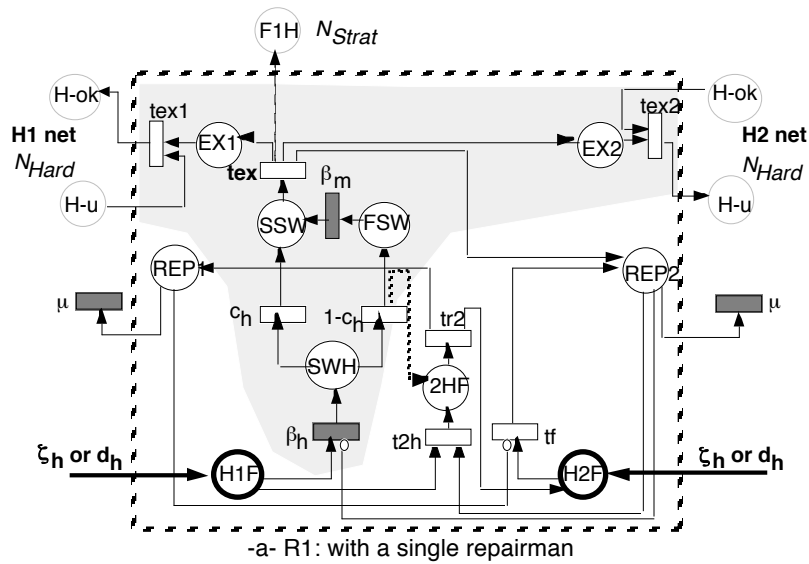 F1H
N_Strat
H-ok
tex1
EX1
tex
tex2
EX2
H-ok
H1 net
N_Hard
H-u
H2 net
N_Hard
H-u
β_m
SSW
FSW
REP
REP2
μ
μ
c_h
1-c_h
tr2
SWH
2HF
β_h
t2h
tf
ζ_h or d_h
H1F
H2F
ζ_h or d_h
-a- R1: with a single repairman